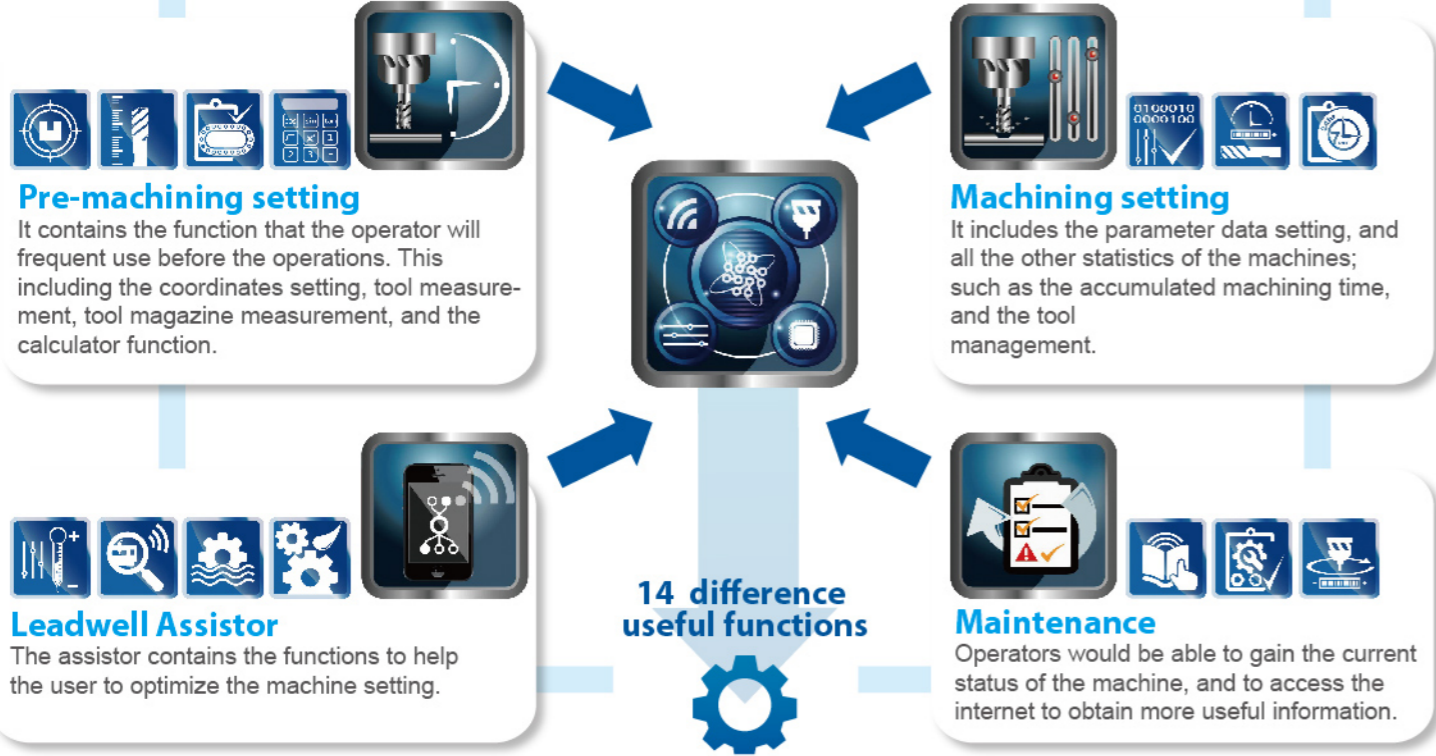 Pre-machining setting
It contains the function that the operator will
frequent use before the operations. This
including the coordinates setting, tool measure-
ment, tool magazine measurement, and the
calculator function.
0100010
0000100
Machining setting
It includes the parameter data setting, and
all the other statistics of the machines;
such as the accumulated machining time,
and the tool
management.
Leadwell Assistor
The assistor contains the functions to help
the user to optimize the machine setting.
14 difference
useful functions
Maintenance
Operators would be able to gain the current
status of the machine, and to access the
internet to obtain more useful information.